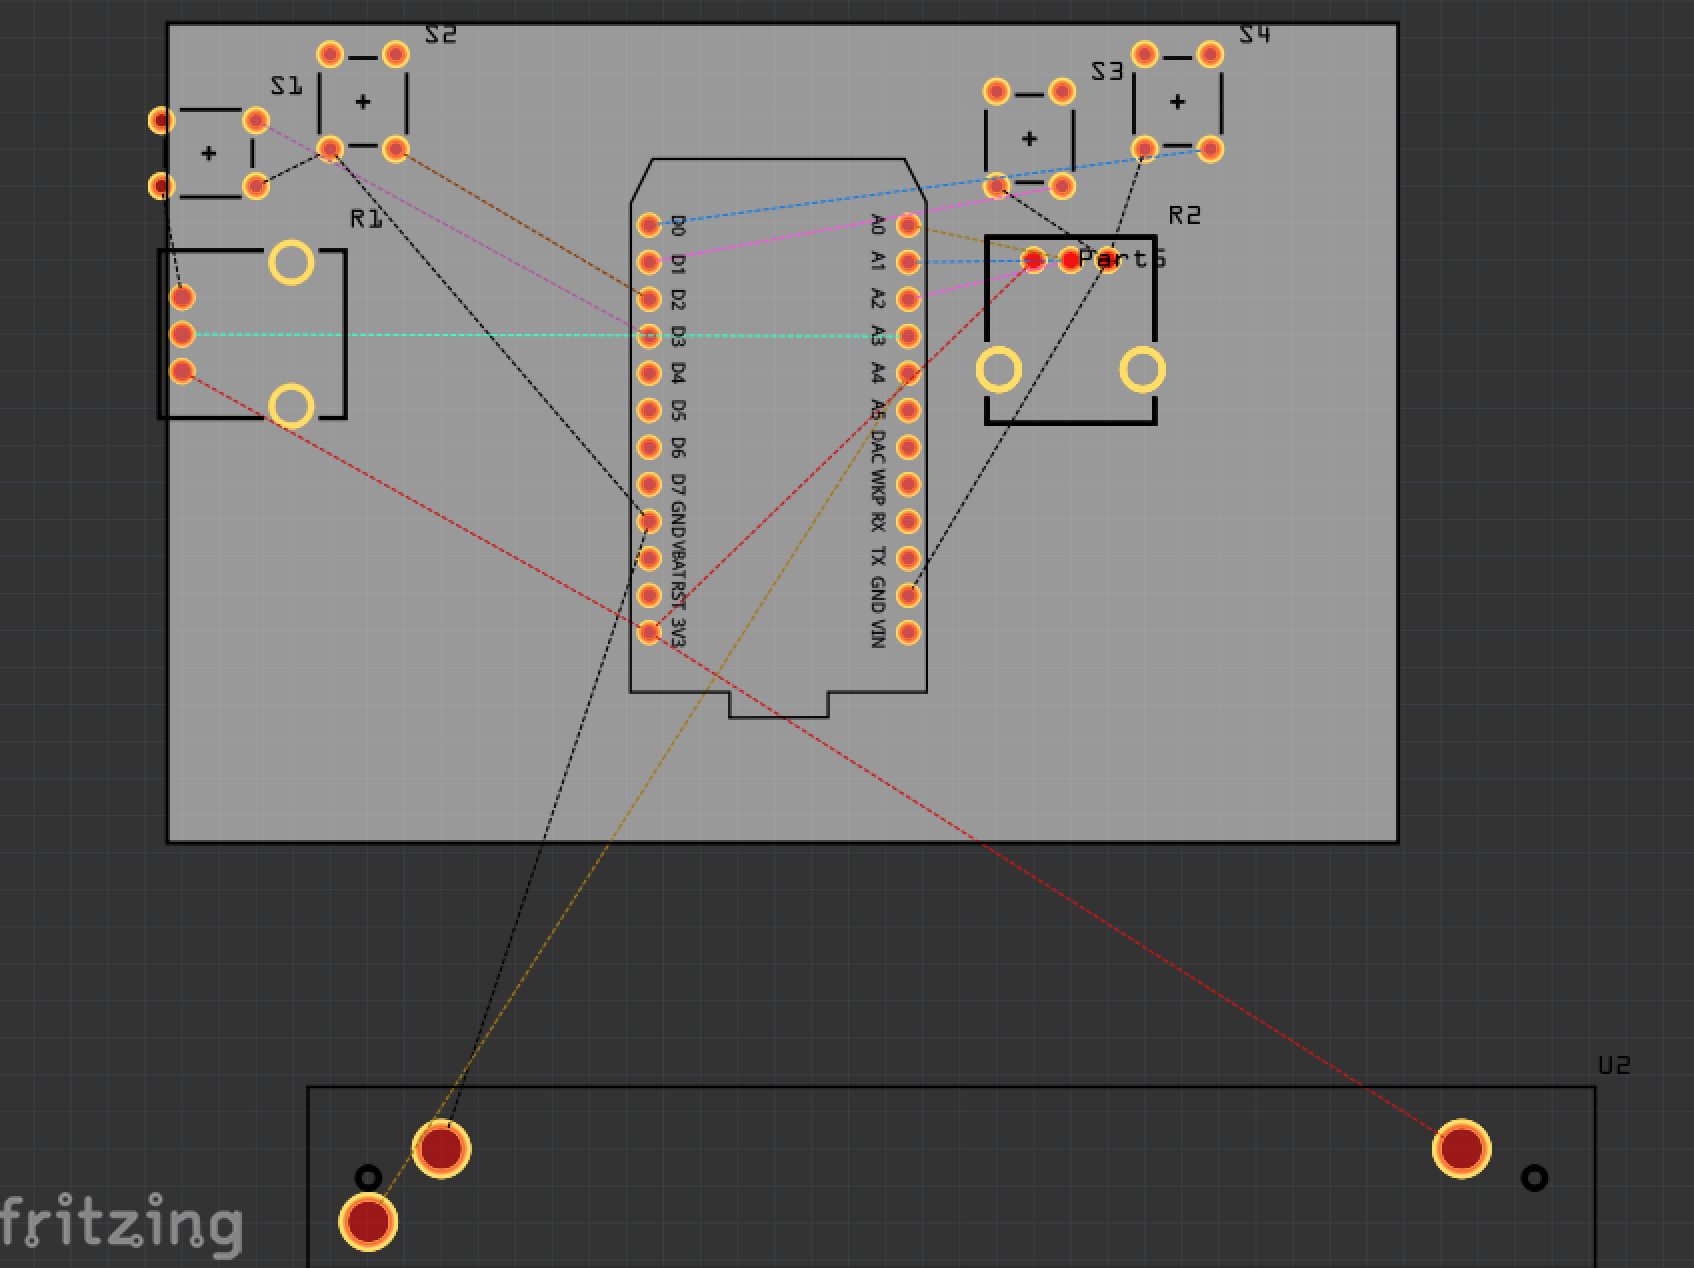 S2
S4
S1
S3
R1
R2
Part6
D0
D1
D2
D3
D4
D5
D6
D7
GND
VBAT
RST
3V3
A0
A1
A2
A3
A4
A5
DAC
WKP
RX
TX
GND
VIN
U2
fritzing